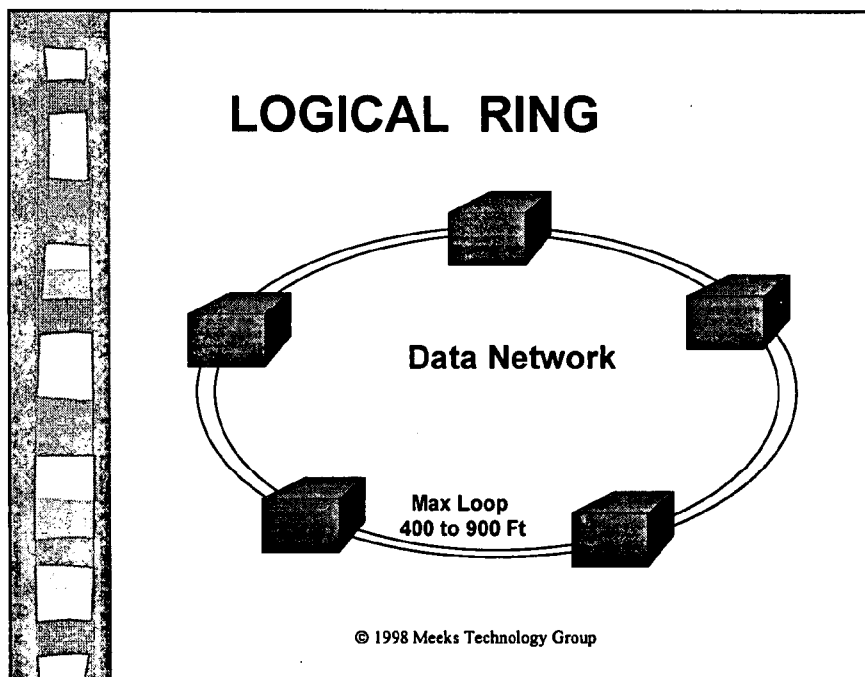 LOGICAL RING
Data Network
Max Loop
400 to 900 Ft
© 1998 Meeks Technology Group